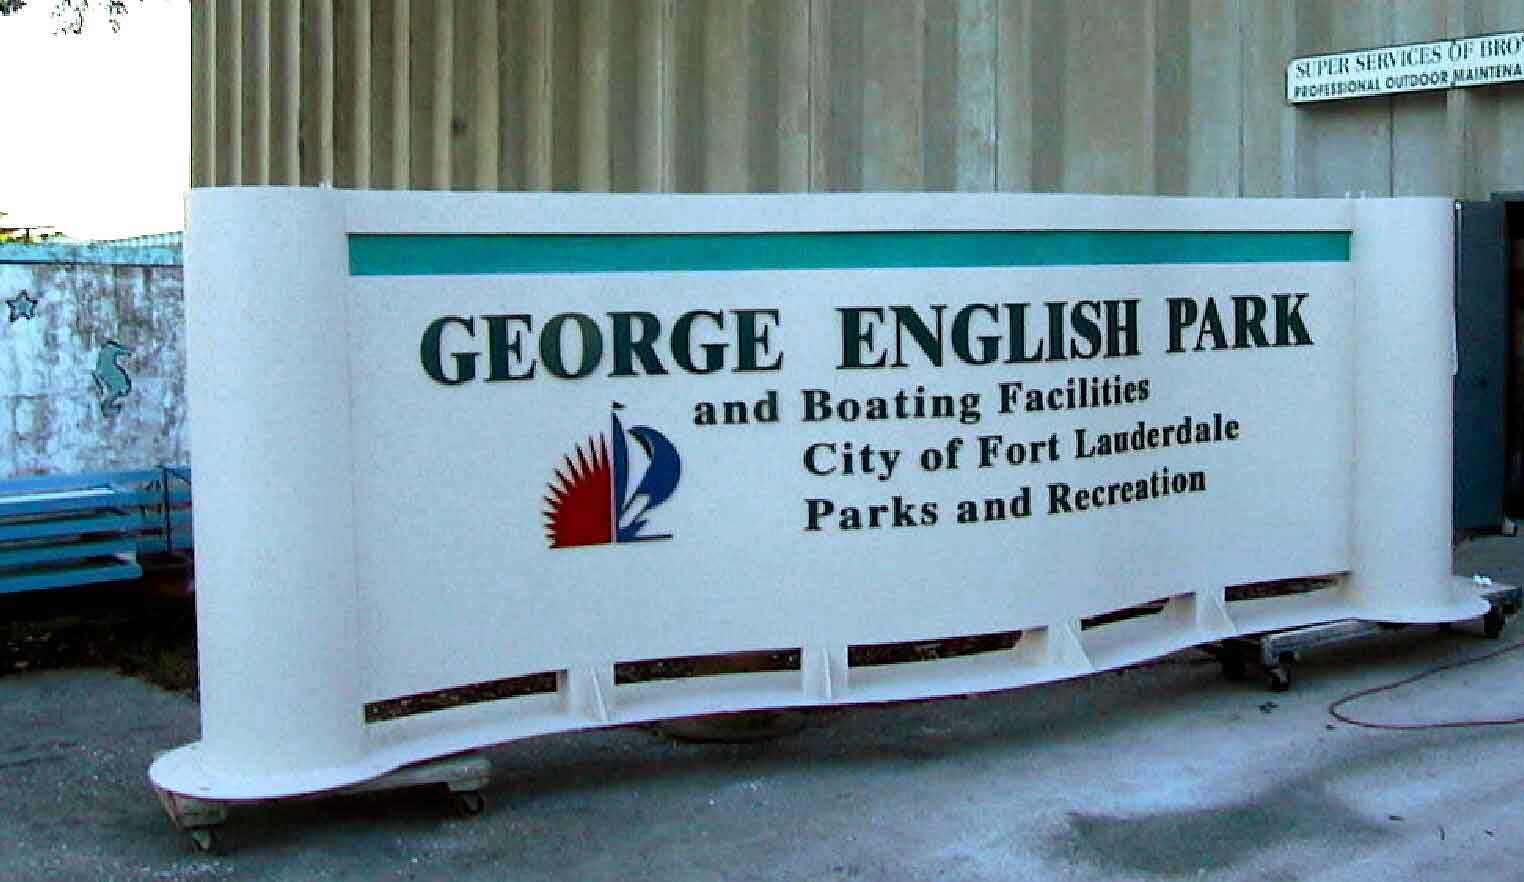 SUPER SERVICES OF
PROFESSIONAL OUTDOOR
GEORGE ENGLISH PARK
and Boating Facilities
City of Fort Lauderdale
Parks and Recreation